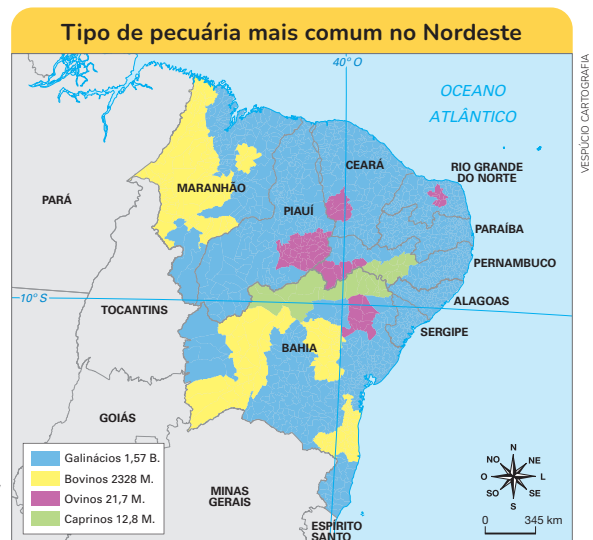 Tipo de pecuária mais comum no Nordeste
VESPÚCIO CARTOGRAFIA
40° O
OCEANO
ATLÂNTICO
CEARÁ
RIO GRANDE
DO NORTE
MARANHÃO
PARÁ
PIAUÍ
PARAÍBA
PERNAMBUCO
10° S
ALAGOAS
TOCANTINS
SERGIPE
BAHIA
GOIÁS
Galinácios 1,57 B.
Bovinos 2328 M.
Ovinos 21,7 M.
Caprinos 12,8 M.
MINAS
GERAIS
ESPÍRITO
SANTO
N
NO NE
O L
SO SE
S
0 345 km